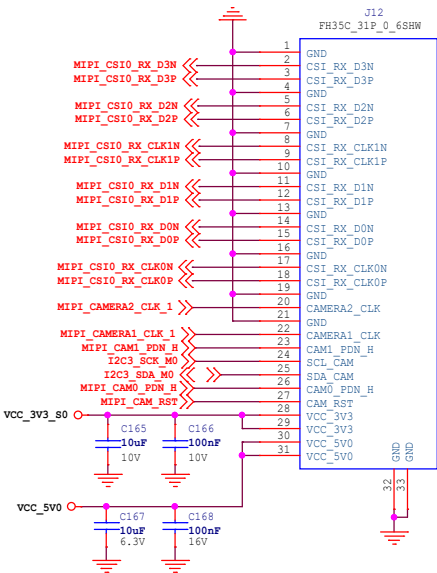 J12
FH35C_31P_0_6SHW
1 GND
MIPI_CSI0_RX_D3N 2 CSI_RX_D3N
MIPI_CSI0_RX_D3P 3 CSI_RX_D3P
4 GND
MIPI_CSI0_RX_D2N 5 CSI_RX_D2N
MIPI_CSI0_RX_D2P 6 CSI_RX_D2P
7 GND
MIPI_CSI0_RX_CLK1N 8 CSI_RX_CLK1N
MIPI_CSI0_RX_CLK1P 9 CSI_RX_CLK1P
10 GND
MIPI_CSI0_RX_D1N 11 CSI_RX_D1N
MIPI_CSI0_RX_D1P 12 CSI_RX_D1P
13 GND
MIPI_CSI0_RX_D0N 14 CSI_RX_D0N
MIPI_CSI0_RX_D0P 15 CSI_RX_D0P
16 GND
MIPI_CSI0_RX_CLK0N 17 CSI_RX_CLK0N
MIPI_CSI0_RX_CLK0P 18 CSI_RX_CLK0P
19 GND
MIPI_CAMERA2_CLK_1 20 CAMERA2_CLK
21 GND
MIPI_CAMERA1_CLK_1 22 CAMERA1_CLK
MIPI_CAM1_PDN_H 23 CAM1_PDN_H
I2C3_SCK_M0 24 SCL_CAM
I2C3_SDA_M0 25 SDA_CAM
MIPI_CAM0_PDN_H 26 CAM0_PDN_H
MIPI_CAM_RST 27 CAM_RST
VCC_3V3_S0 28 VCC_3V3
29 VCC_3V3
30 VCC_5V0
31 VCC_5V0
C165 C166
10uF 100nF
10V 10V
GND GND
32 33
VCC_5V0
C167 C168
10uF 100nF
6.3V 16V